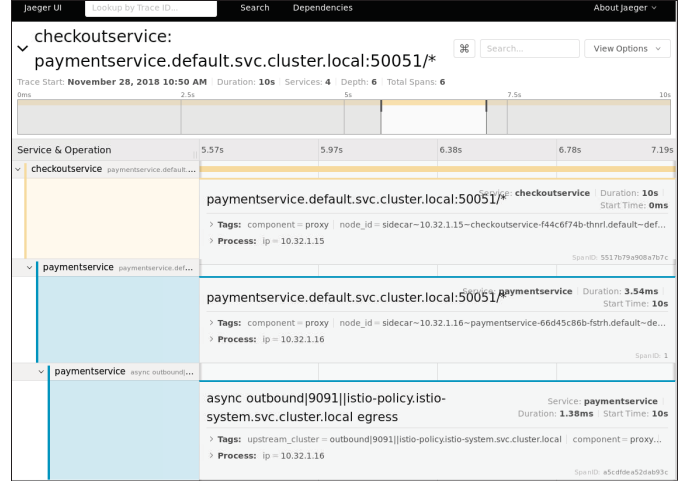 Jaeger UI Lookup by Trace ID... Search Dependencies About Jaeger
checkoutservice:
paymentservice.default.svc.cluster.local:50051/*
⌘ Search... View Options
Trace Start: November 28, 2018 10:50 AM Duration: 10s Services: 4 Depth: 6 Total Spans: 6
0ms 2.5s 5s 7.5s 10s
Service & Operation 5.57s 5.97s 6.38s 6.78s 7.19s
checkoutservice paymentservice.default....
paymentservice.default.svc.cluster.local:50051/*
Service: checkoutservice Duration: 10s
Start Time: 0ms
> Tags: component = proxy node_id = sidecar~10.32.1.15~checkoutservice-f44c6f74b-thnrl.default~def...
> Process: ip = 10.32.1.15
SpanID: 5517b79a908a7b7c
paymentservice paymentservice.def...
paymentservice.default.svc.cluster.local:50051/*
Service: paymentservice Duration: 3.54ms
Start Time: 10s
> Tags: component = proxy node_id = sidecar~10.32.1.16~paymentservice-66d45c86b-fstrh.default~de...
> Process: ip = 10.32.1.16
SpanID: 1
paymentservice async outbound|...
async outbound|9091||istio-policy.istio-
system.svc.cluster.local egress
Service: paymentservice
Duration: 1.38ms Start Time: 10s
> Tags: upstream_cluster = outbound|9091||istio-policy.istio-system.svc.cluster.local component = proxy...
> Process: ip = 10.32.1.16
SpanID: a5cdfdea52dab93c